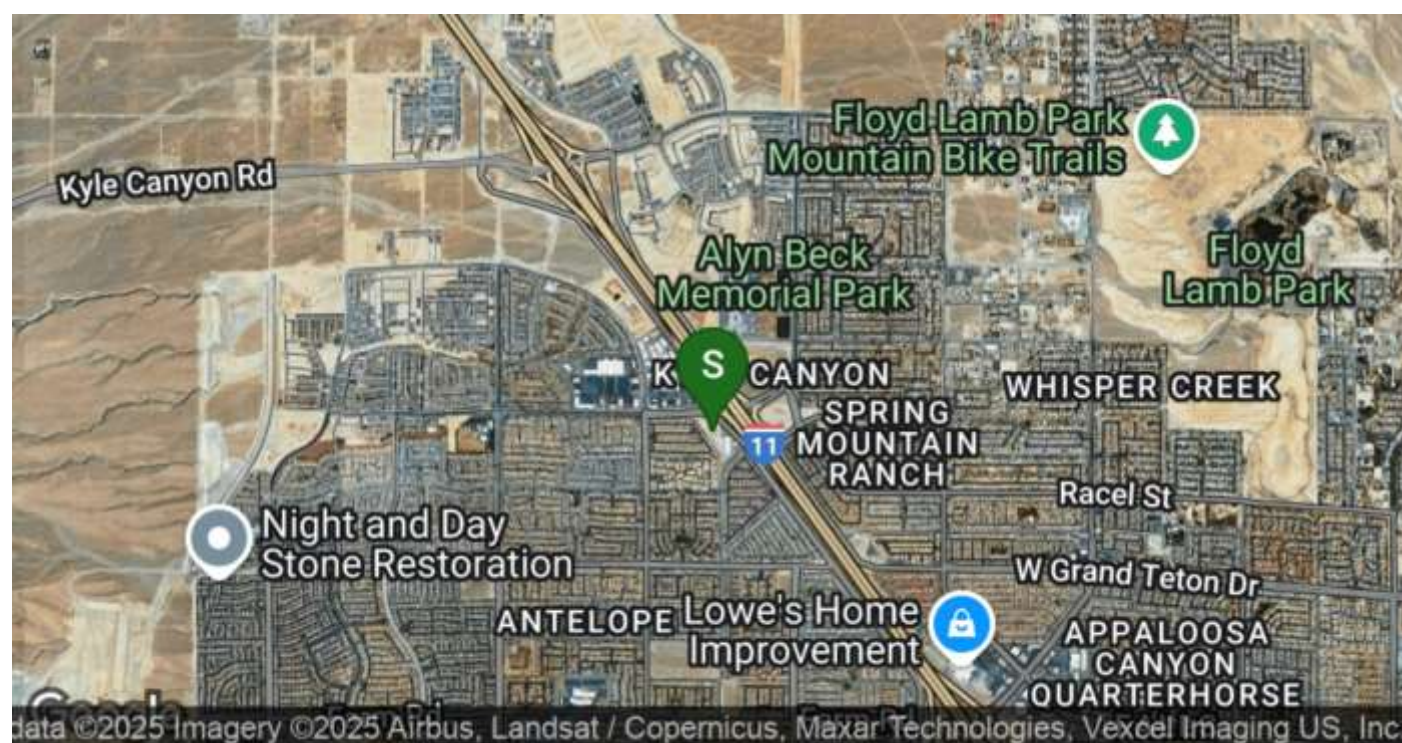 Floyd Lamb Park
Mountain Bike Trails
Kyle Canyon Rd
Alyn Beck
Memorial Park
Floyd
Lamb Park
S
CANYON
WHISPER CREEK
SPRING
MOUNTAIN
RANCH
11
Racel St
Night and Day
Stone Restoration
W Grand Teton Dr
ANTELOPE
Lowe's Home
Improvement
APPALOOSA
CANYON
QUARTERHORSE
Google
data ©2025 Imagery ©2025 Airbus, Landsat / Copernicus, Maxar Technologies, Vexcel Imaging US, Inc